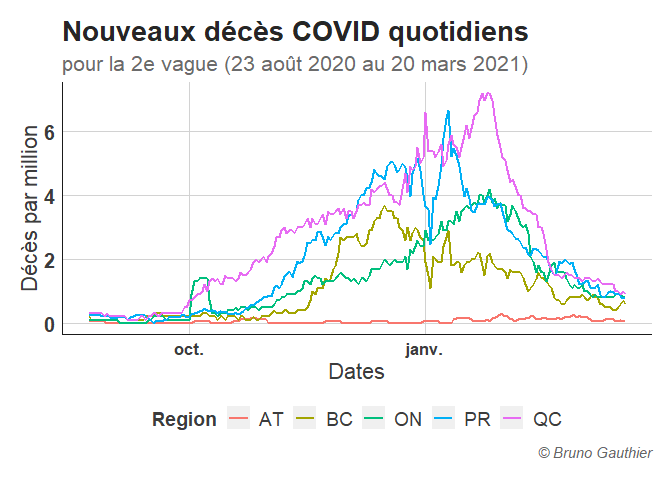 Nouveaux décès COVID quotidiens
pour la 2e vague (23 août 2020 au 20 mars 2021)
Décès par million
6
4
2
0
oct.
janv.
Dates
Region AT BC ON PR QC
© Bruno Gauthier